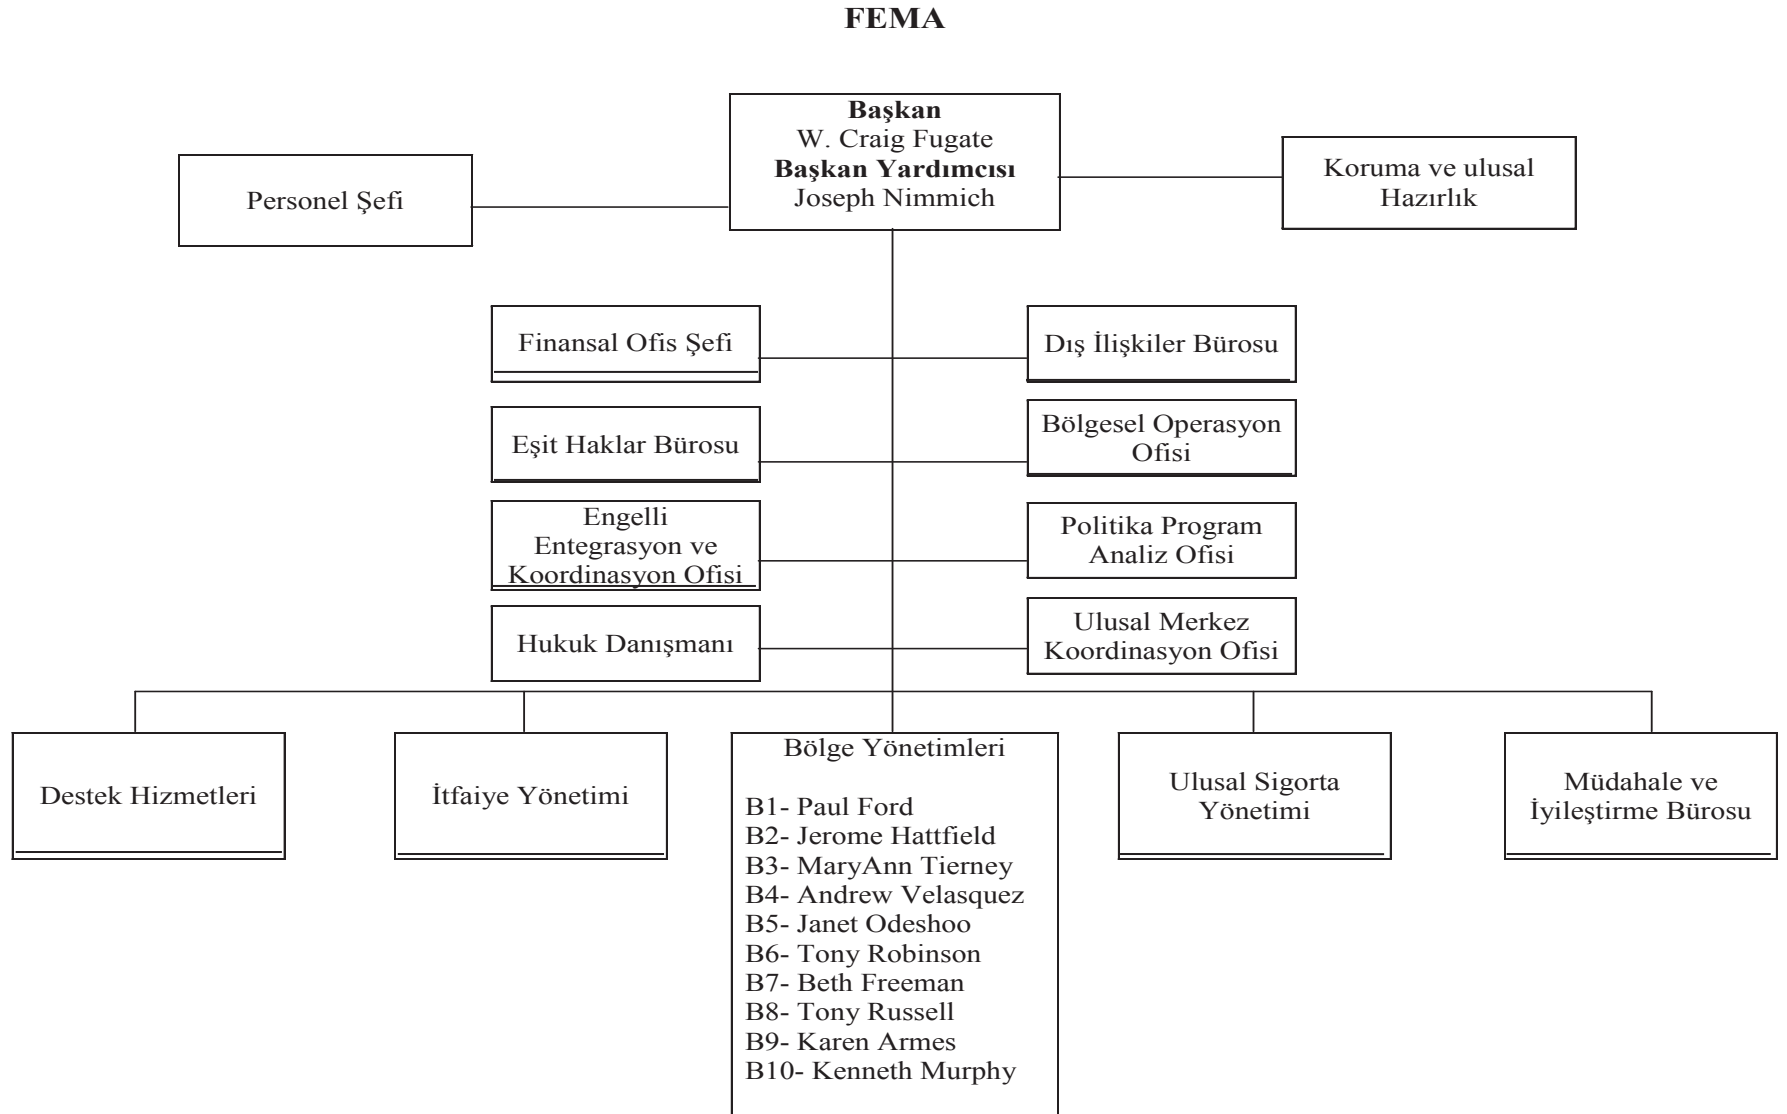 FEMA
Başkan
W. Craig Fugate
Başkan Yardımcısı
Joseph Nimmich
Personel Şefi
Koruma ve ulusal
Hazırlık
Finansal Ofis Şefi
Dış İlişkiler Bürosu
Eşit Haklar Bürosu
Bölgesel Operasyon
Ofisi
Engelli
Entegrasyon ve
Koordinasyon Ofisi
Politika Program
Analiz Ofisi
Hukuk Danışmanı
Ulusal Merkez
Koordinasyon Ofisi
Destek Hizmetleri
İtfaiye Yönetimi
Bölge Yönetimleri
B1- Paul Ford
B2- Jerome Hattfield
B3- MaryAnn Tierney
B4- Andrew Velasquez
B5- Janet Odeshoo
B6- Tony Robinson
B7- Beth Freeman
B8- Tony Russell
B9- Karen Armes
B10- Kenneth Murphy
Ulusal Sigorta
Yönetimi
Müdahale ve
İyileştirme Bürosu